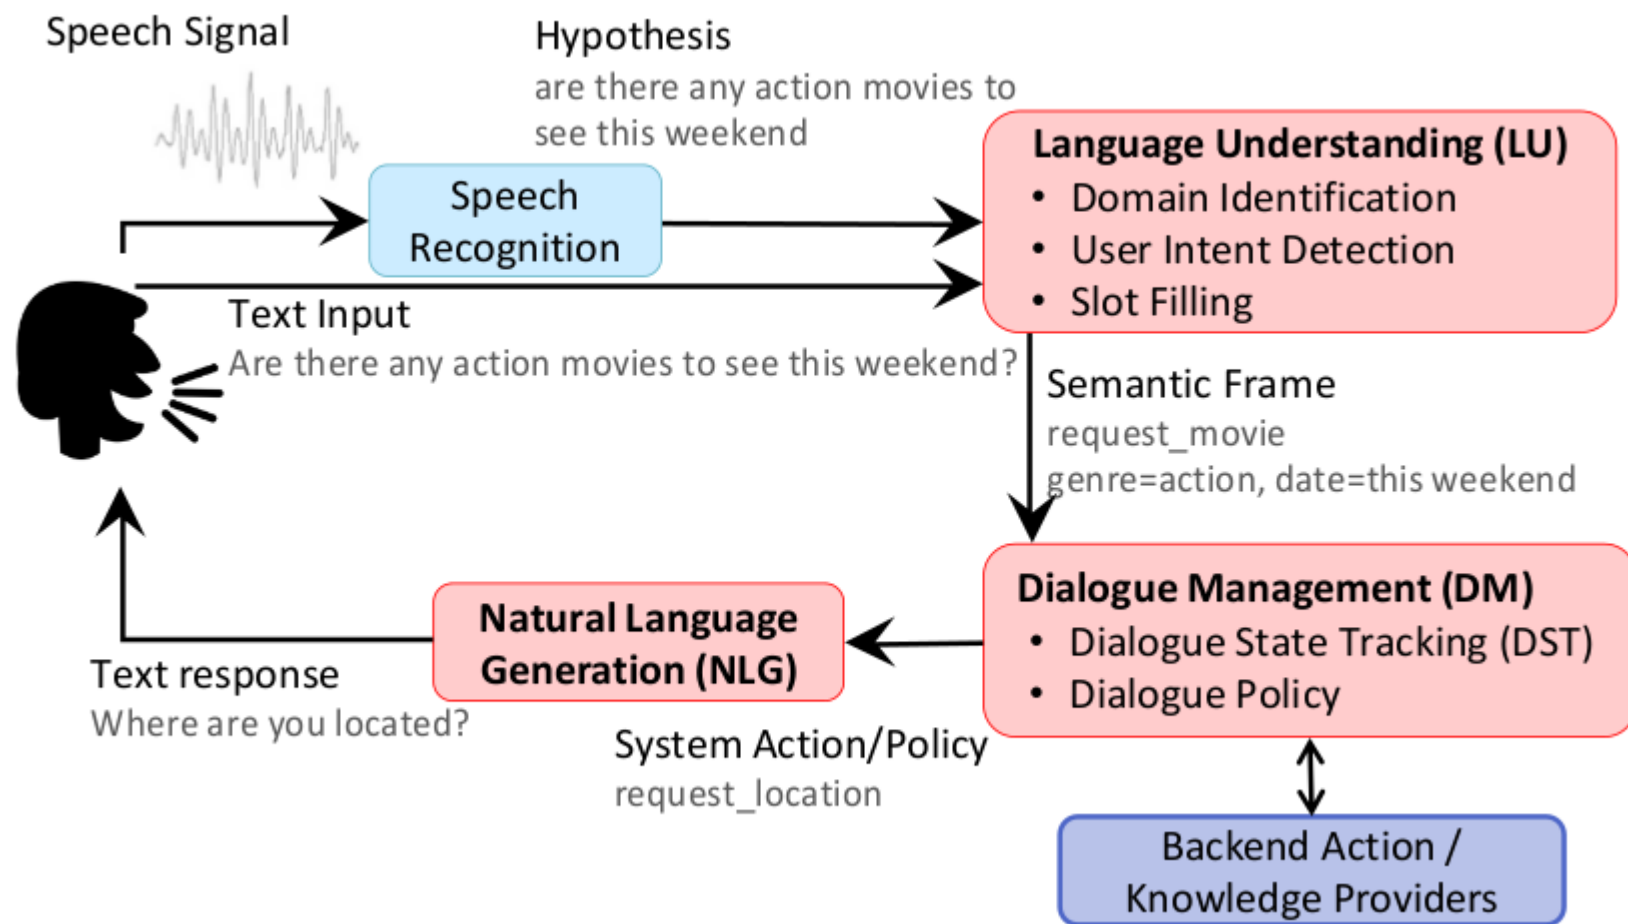 Speech Signal
Hypothesis
are there any action movies to
see this weekend
Speech
Recognition
Language Understanding (LU)
• Domain Identification
• User Intent Detection
• Slot Filling
Text Input
Are there any action movies to see this weekend?
Semantic Frame
request_movie
genre=action, date=this weekend
Dialogue Management (DM)
• Dialogue State Tracking (DST)
• Dialogue Policy
Natural Language
Generation (NLG)
Text response
Where are you located?
System Action/Policy
request_location
Backend Action /
Knowledge Providers